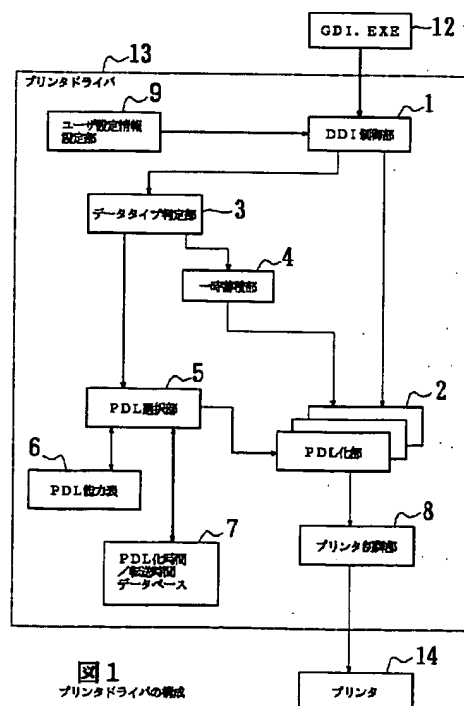 GDI.EXE
12
13
プリンタドライバ
9
ユーザ設定情報
設定部
1
DDI制御部
データタイプ判定部
3
4
一時蓄積部
5
PDL選択部
2
PDL化部
6
PDL能力表
7
PDL化時間
/転送時間
データベース
8
プリンタ制御部
図1
プリンタドライバの構成
14
プリンタ